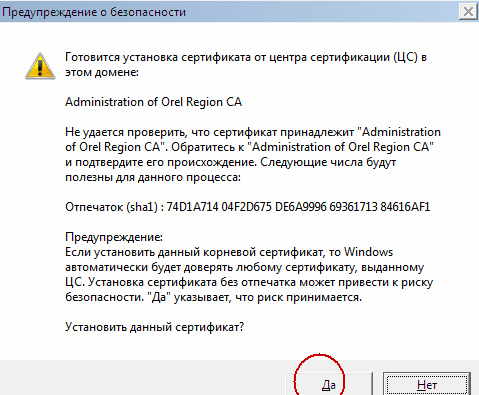 Предупреждение о безопасности
Готовится установка сертификата от центра сертификации (ЦС) в
этом домене:
Administration of Orel Region CA
Не удается проверить, что сертификат принадлежит "Administration
of Orel Region CA". Обратитесь к "Administration of Orel Region CA"
и подтвердите его происхождение. Следующие числа будут
полезны для данного процесса:
Отпечаток (sha1) : 74D1A714 04F2D675 DE6A9996 69361713 84616AF1
Предупреждение:
Если установить данный корневой сертификат, то Windows
автоматически будет доверять любому сертификату, выданному
ЦС. Установка сертификата без отпечатка может привести к риску
безопасности. "Да" указывает, что риск принимается.
Установить данный сертификат?
Да
Нет